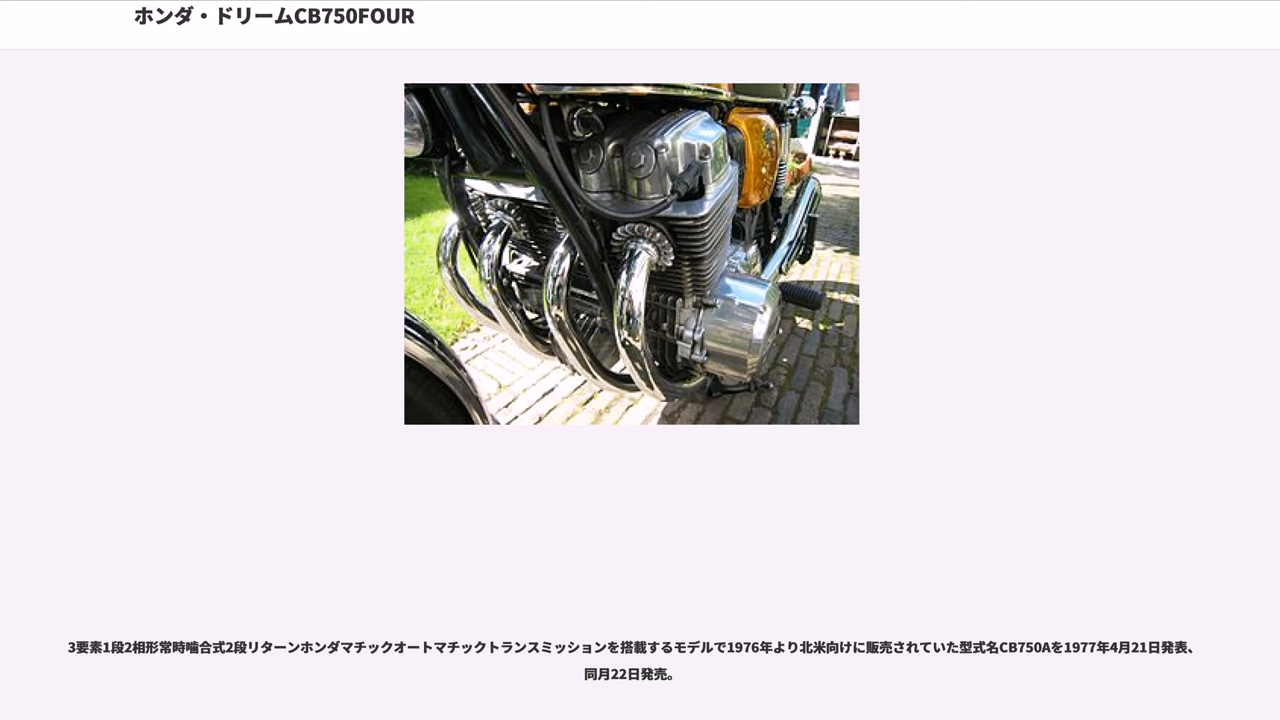 ホンダ・ドリームCB750FOUR
3要素1段2相形常時噛合式2段リターンホンダマチックオートマチックトランスミッションを搭載するモデルで1976年より北米向けに販売されていた型式名CB750Aを1977年4月21日発表、
同月22日発売。